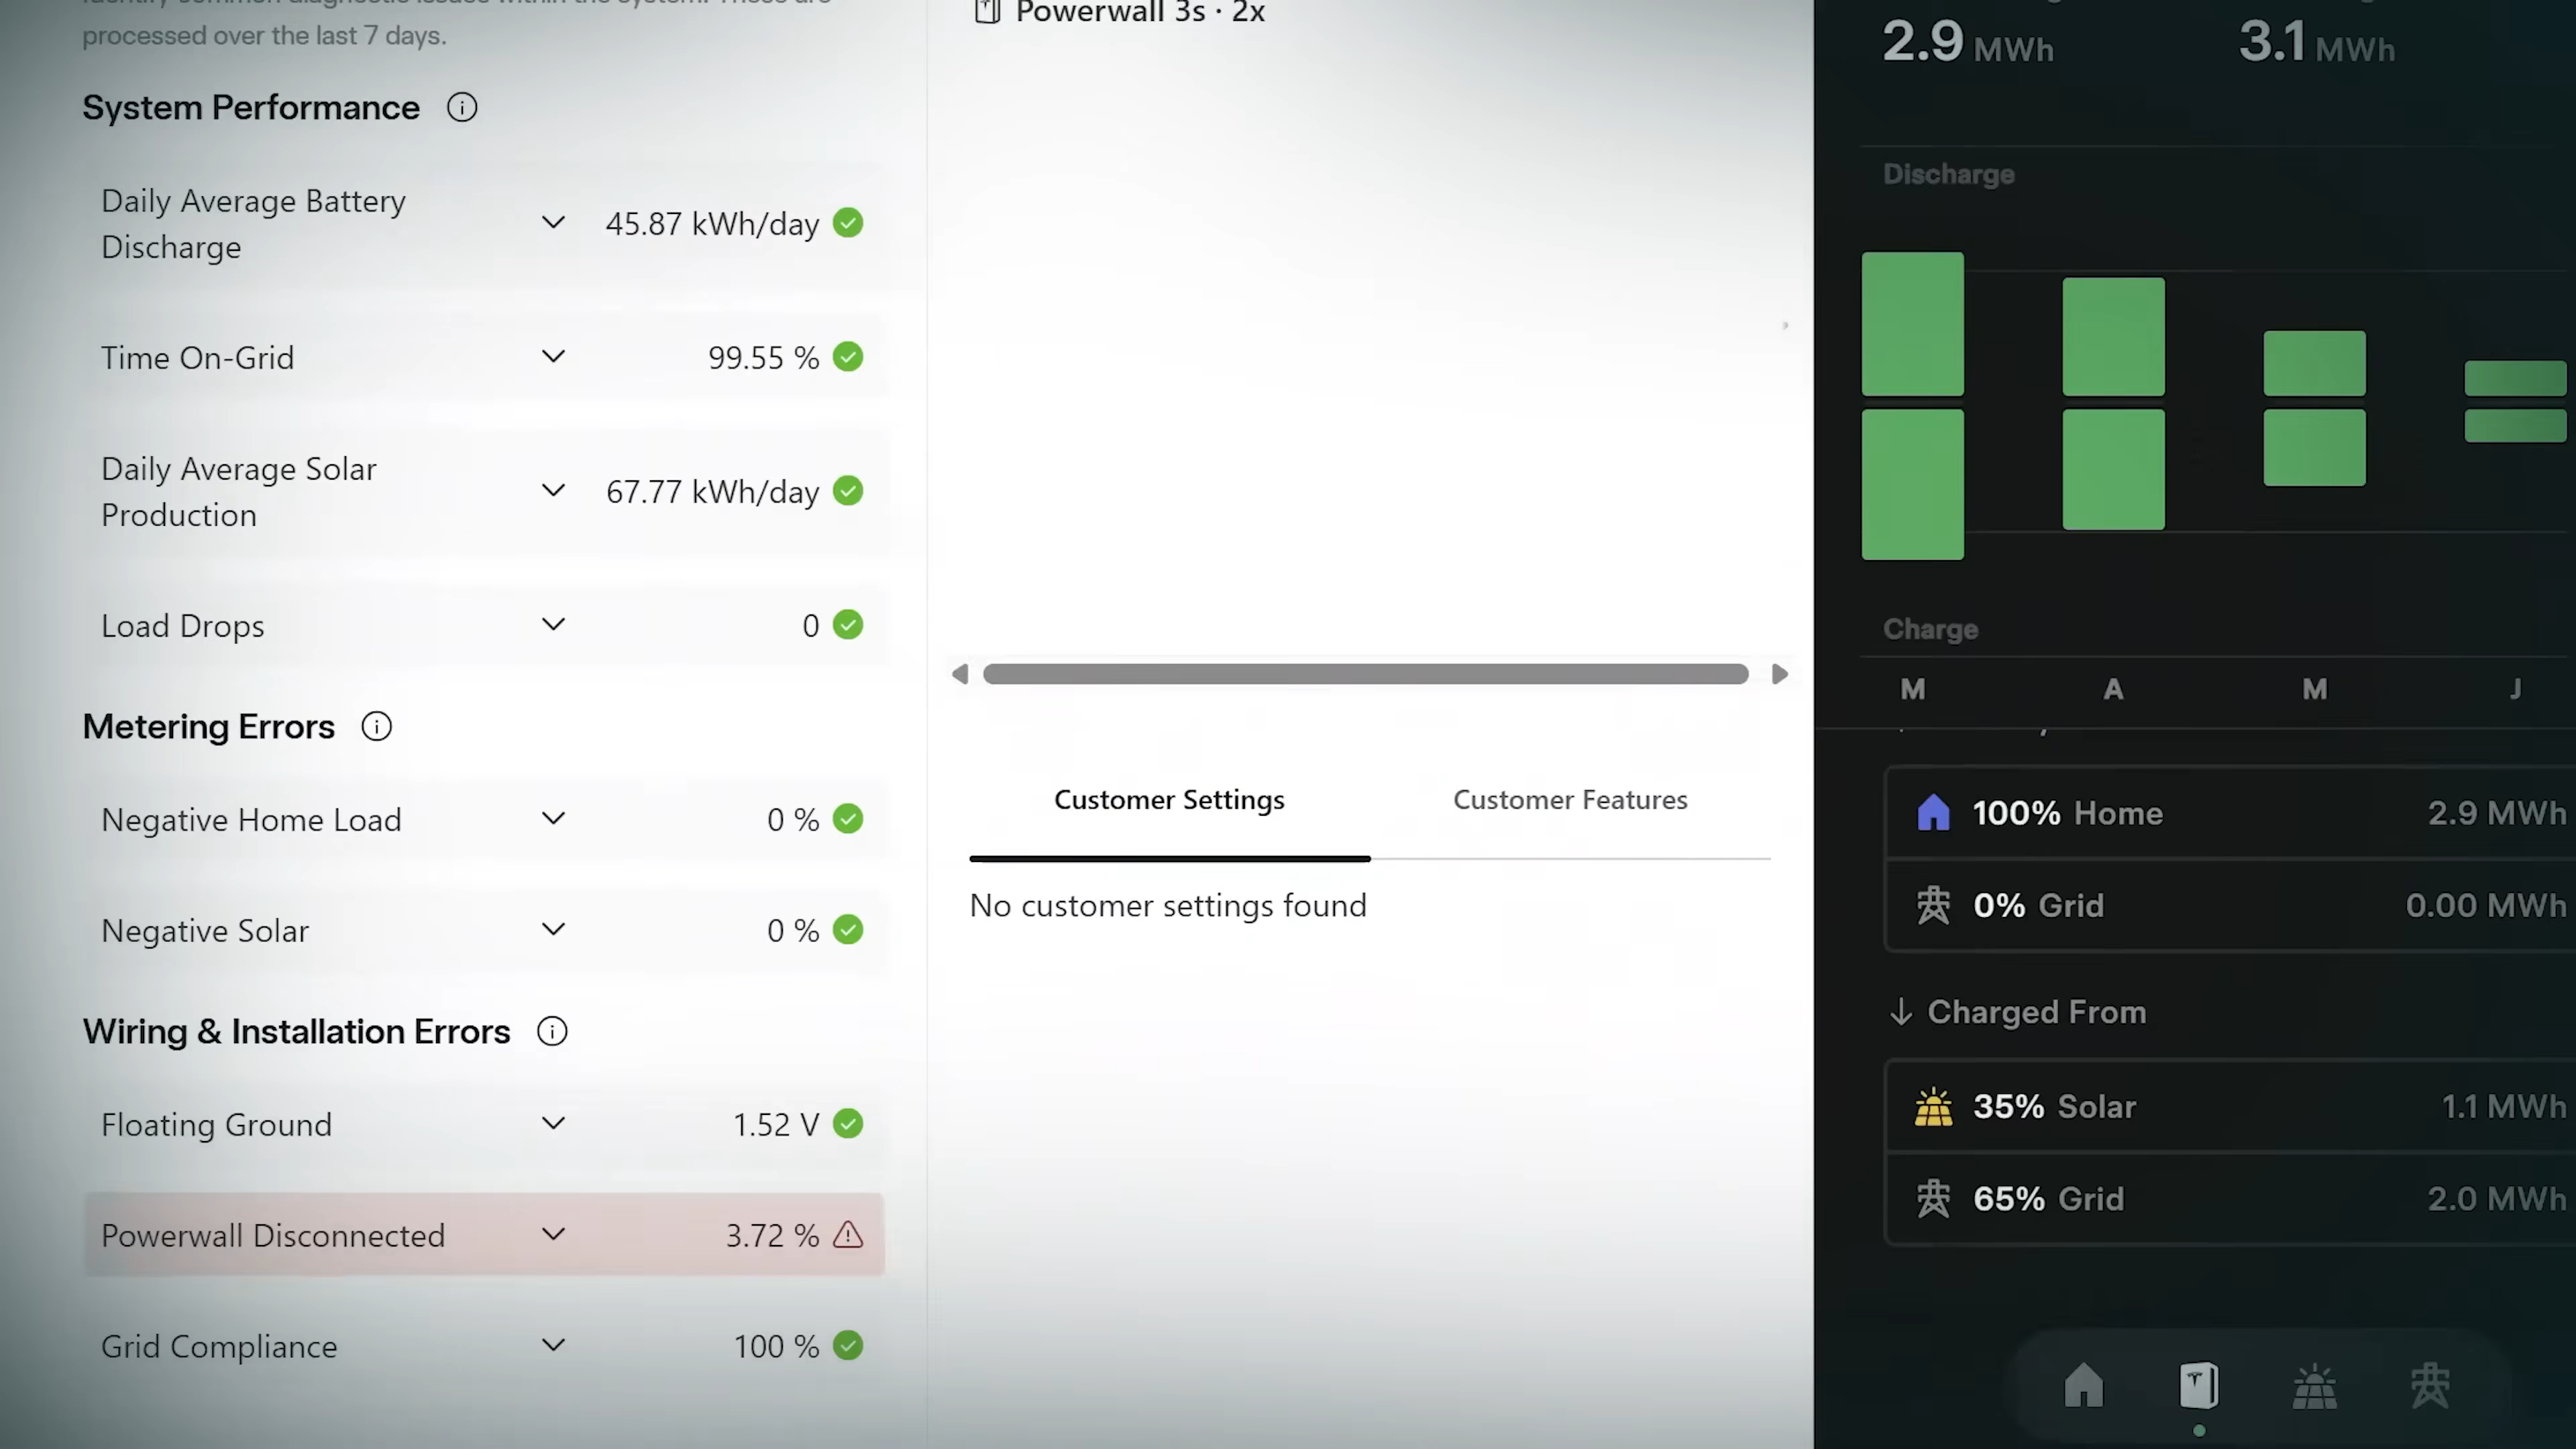 processed over the last 7 days.
System Performance
Daily Average Battery
Discharge
45.87 kWh/day
Time On-Grid
99.55 %
Daily Average Solar
Production
67.77 kWh/day
Load Drops
0
Metering Errors
Negative Home Load
0 %
Negative Solar
0 %
Wiring & Installation Errors
Floating Ground
1.52 V
Powerwall Disconnected
3.72 %
Grid Compliance
100 %
Powerwall 3s · 2x
Customer Settings
Customer Features
No customer settings found
2.9 MWh
3.1 MWh
Discharge
Charge
M A M J
100% Home
2.9 MWh
0% Grid
0.00 MWh
Charged From
35% Solar
1.1 MWh
65% Grid
2.0 MWh